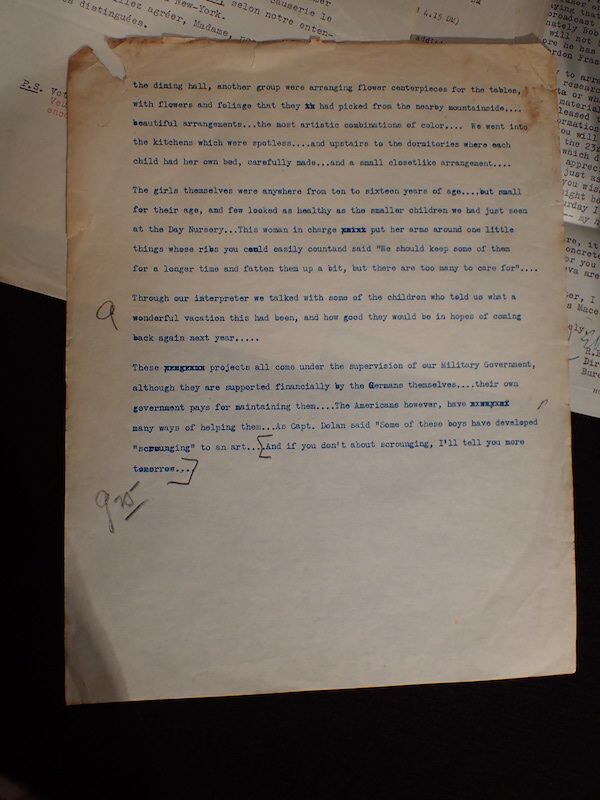 selon notre enten-
New-York.
Madame,
distinguées.
P.S.
4.15
the dining hall, another group were arranging flower centerpieces for the tables,
with flowers and foliage that they xx had picked from the nearby mountainside....
beautiful arrangements...the most artistic combinations of color.... We went into
the kitchens which were spotless....and upstairs to the dormitories where each
child had her own bed, carefully made...and a small closetlike arrangement....
The girls themselves were anywhere from ten to sixteen years of age....but small
for their age, and few looked as healthy as the smaller children we had just seen
at the Day Nursery...This woman in charge put her arms around one little
things whose ribs you could easily countand said "We should keep some of them
for a longer time and fatten them up a bit, but there are too many to care for"....
Through our interpreter we talked with some of the children who told us what a
wonderful vacation this had been, and how good they would be in hopes of coming
back again next year.....
These projects all come under the supervision of our Military Government,
although they are supported financially by the Germans themselves....their own
government pays for maintaining them....The Americans however, have
many ways of helping them...As Capt. Dolan said "Some of these boys have developed
"scrounging" to an art...[And if you don't about scrounging, I'll tell you more
tomorrow...]